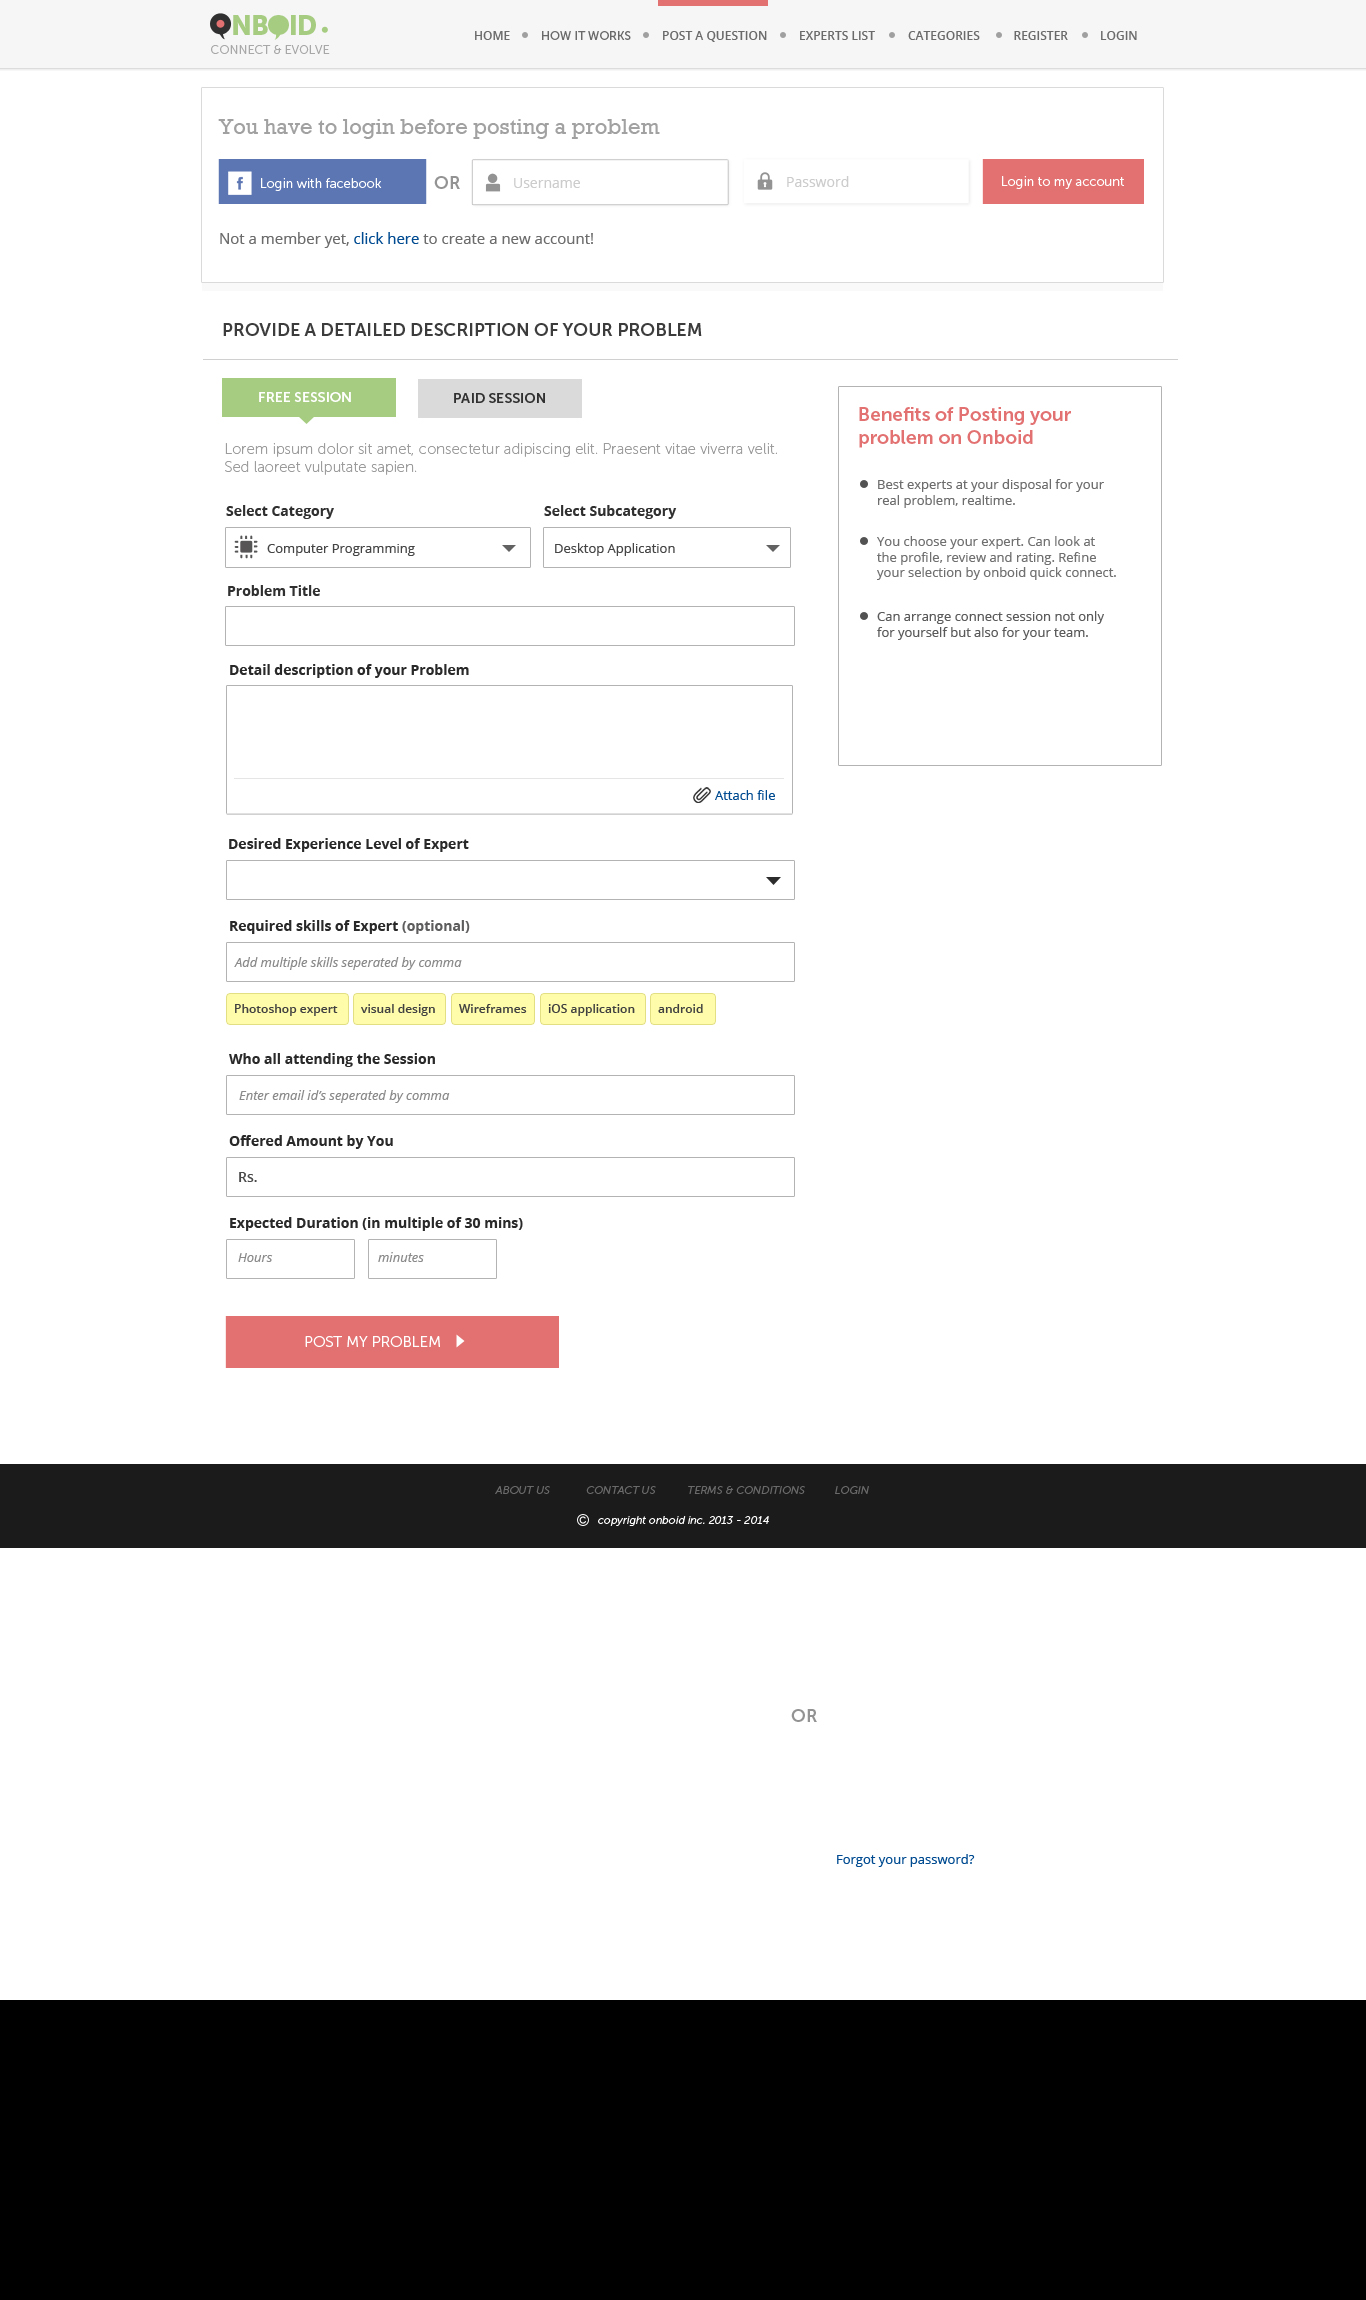 ONBOID.
CONNECT & EVOLVE
HOME • HOW IT WORKS • POST A QUESTION • EXPERTS LIST • CATEGORIES • REGISTER • LOGIN
You have to login before posting a problem
f Login with facebook OR Username Password Login to my account
Not a member yet, click here to create a new account!
PROVIDE A DETAILED DESCRIPTION OF YOUR PROBLEM
FREE SESSION PAID SESSION
Lorem ipsum dolor sit amet, consectetur adipiscing elit. Praesent vitae viverra velit.
Sed laoreet vulputate sapien.
Select Category Select Subcategory
Computer Programming Desktop Application
Problem Title
Detail description of your Problem
Attach file
Desired Experience Level of Expert
Required skills of Expert (optional)
Add multiple skills seperated by comma
Photoshop expert visual design Wireframes iOS application android
Who all attending the Session
Enter email id's seperated by comma
Offered Amount by You
Rs.
Expected Duration (in multiple of 30 mins)
Hours minutes
POST MY PROBLEM
Benefits of Posting your
problem on Onboid
• Best experts at your disposal for your
real problem, realtime.
• You choose your expert. Can look at
the profile, review and rating. Refine
your selection by onboid quick connect.
• Can arrange connect session not only
for yourself but also for your team.
ABOUT US CONTACT US TERMS & CONDITIONS LOGIN
© copyright onboid inc. 2013 - 2014
OR
Forgot your password?